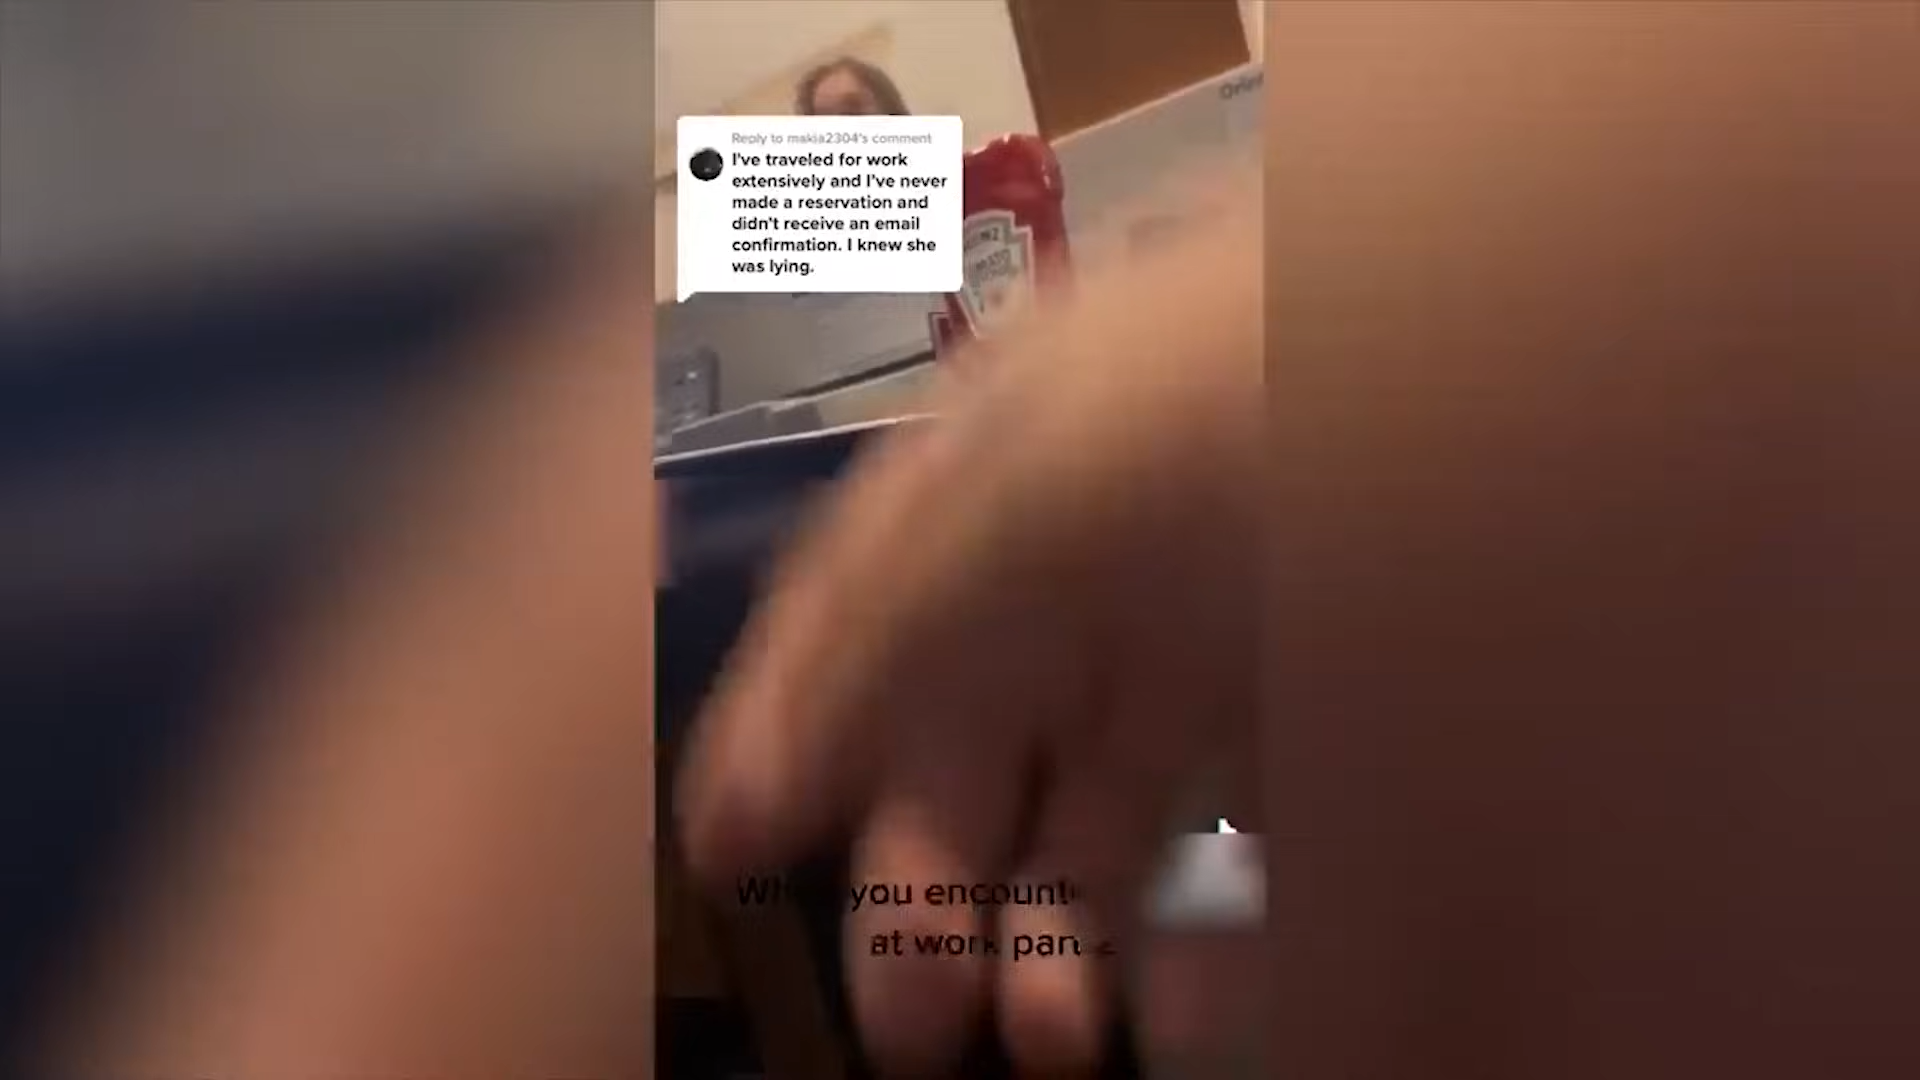 Reply to makia2304's comment
I've traveled for work
extensively and I've never
made a reservation and
didn't receive an email
confirmation. I knew she
was lying.
you
at work